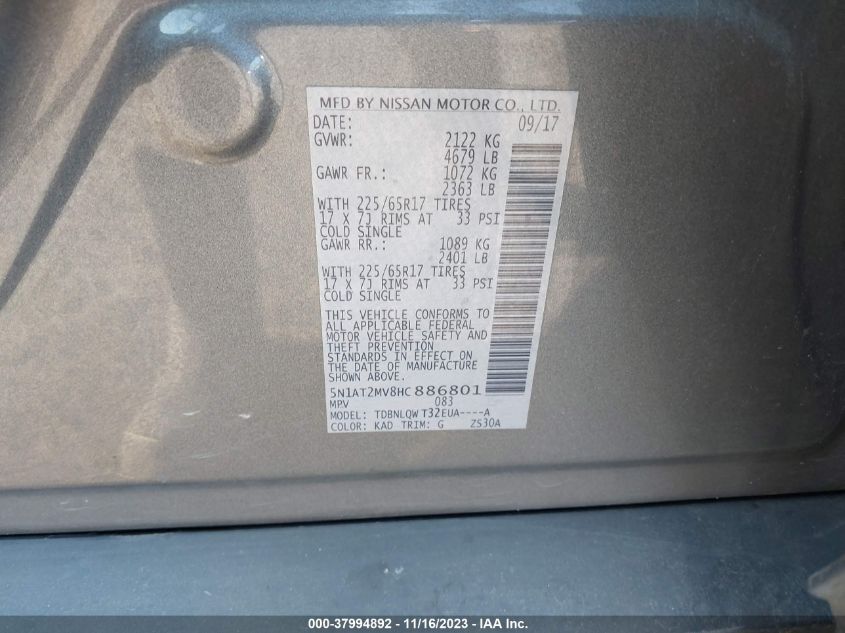 MFD BY NISSAN MOTOR CO., LTD.
DATE: 09/17
GVWR: 2122 KG
4679 LB
GAWR FR.: 1072 KG
2363 LB
WITH 225/65R17 TIRES
17 X 7J RIMS AT 33 PSI
COLD SINGLE
GAWR RR.: 1089 KG
2401 LB
WITH 225/65R17 TIRES
17 X 7J RIMS AT 33 PSI
COLD SINGLE
THIS VEHICLE CONFORMS TO
ALL APPLICABLE FEDERAL
MOTOR VEHICLE SAFETY AND
THEFT PREVENTION
STANDARDS IN EFFECT ON
THE DATE OF MANUFACTURE
SHOWN ABOVE.
5N1AT2MV8HC886801
MPV 083
MODEL: TDBNLQW T32EUA----A
COLOR: KAD TRIM: G ZS30A
000-37994892 - 11/16/2023 - IAA Inc.